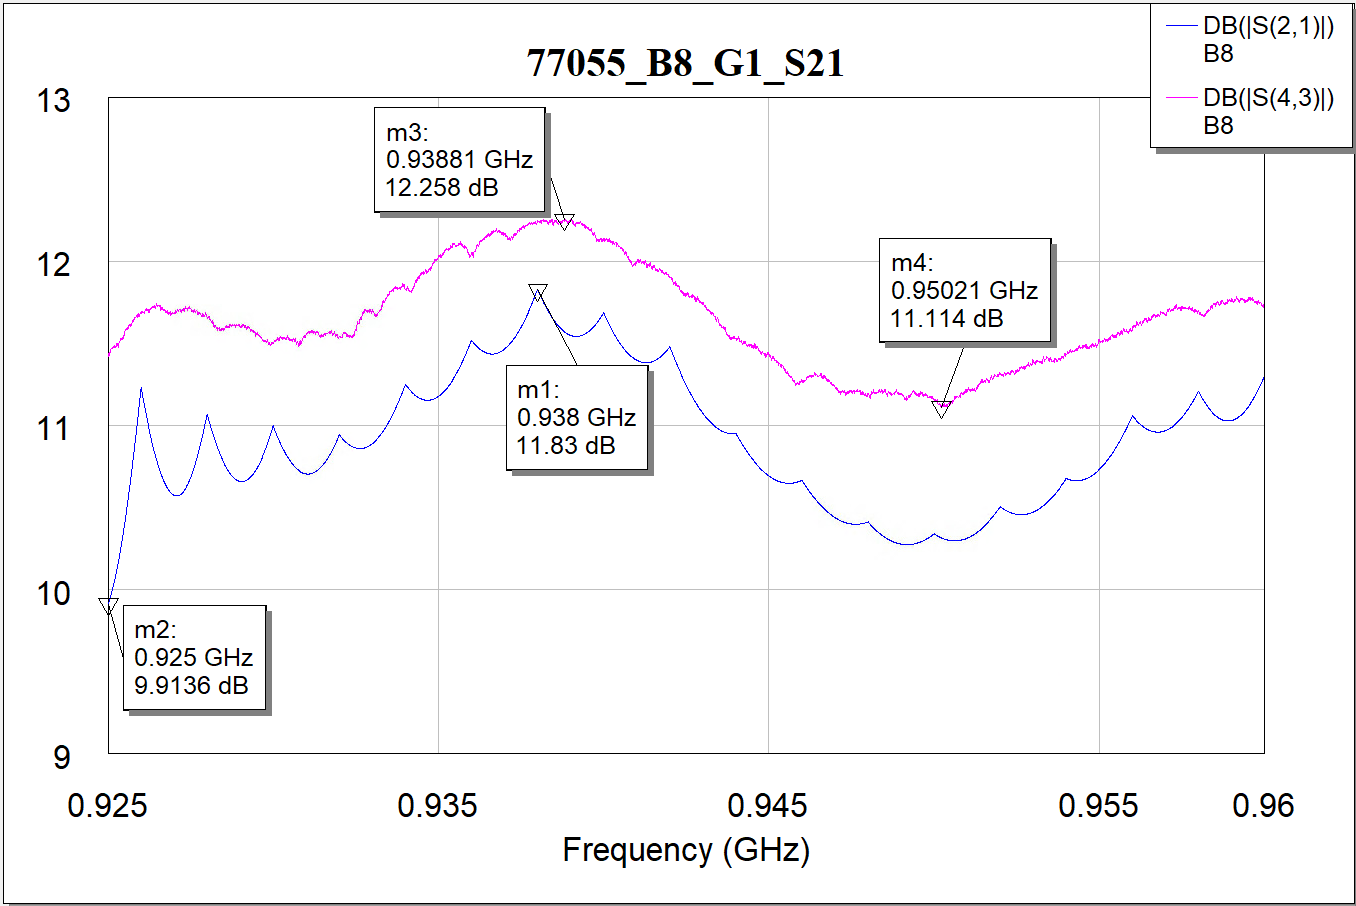 77055_B8_G1_S21
DB(|S(2,1)|)
B8
DB(|S(4,3)|)
B8
13
12
11
10
9
m3:
0.93881 GHz
12.258 dB
m4:
0.95021 GHz
11.114 dB
m1:
0.938 GHz
11.83 dB
m2:
0.925 GHz
9.9136 dB
0.925
0.935
0.945
0.955
0.96
Frequency (GHz)